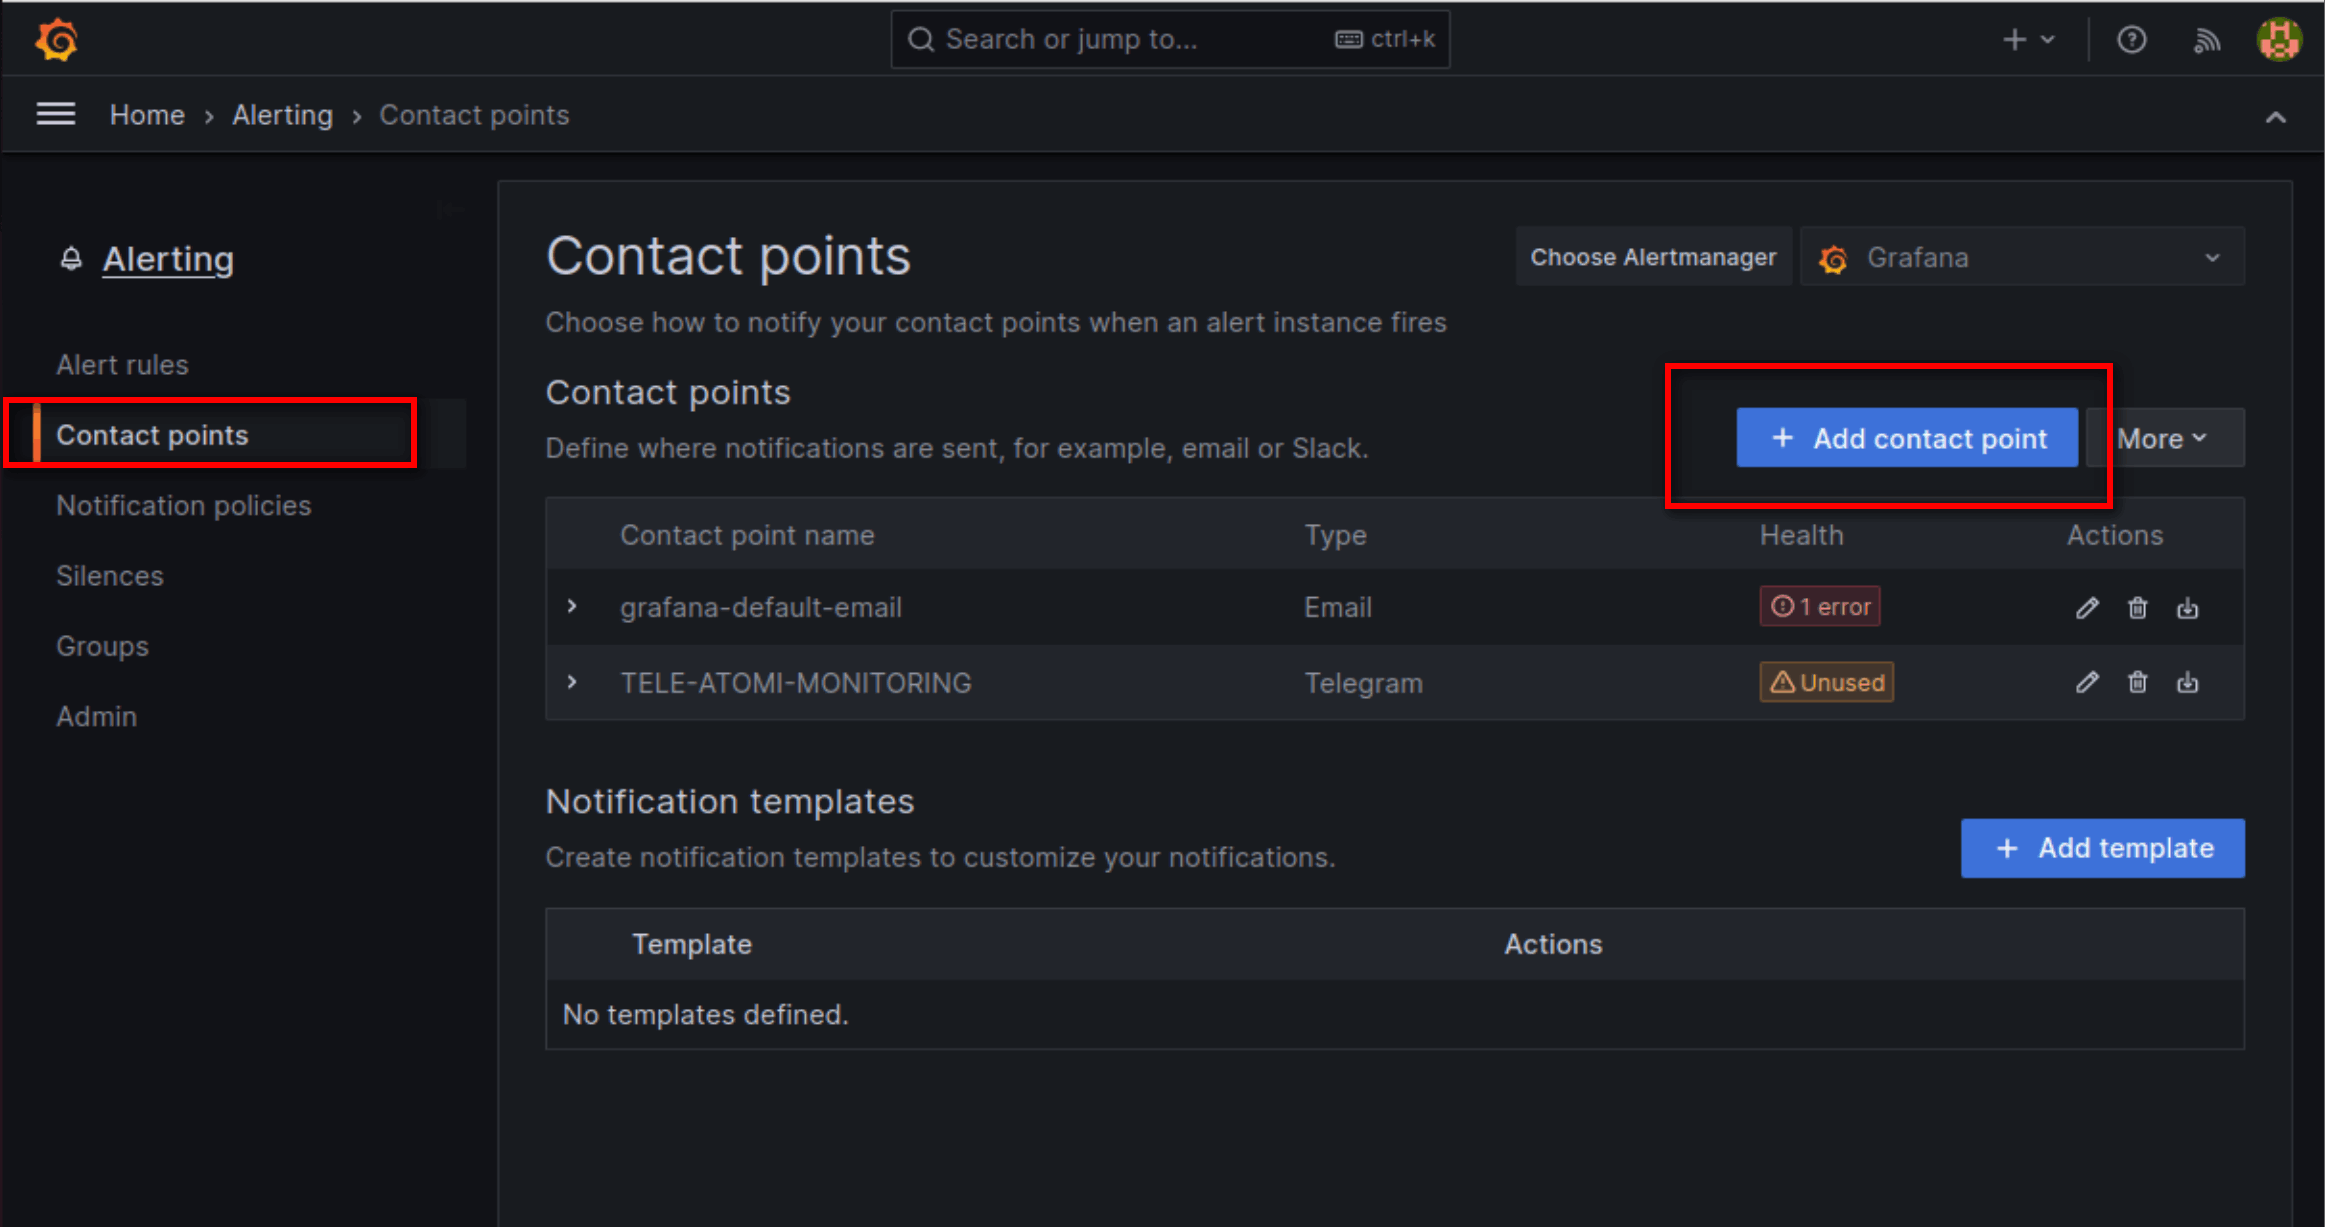 Search or jump to... ctrl+k
Home › Alerting › Contact points
Alerting
Alert rules
Contact points
Notification policies
Silences
Groups
Admin
Contact points
Choose Alertmanager Grafana
Choose how to notify your contact points when an alert instance fires
Contact points
Define where notifications are sent, for example, email or Slack.
+ Add contact point
More
Contact point name Type Health Actions
grafana-default-email Email 1 error
TELE-ATOMI-MONITORING Telegram Unused
Notification templates
Create notification templates to customize your notifications.
+ Add template
Template Actions
No templates defined.